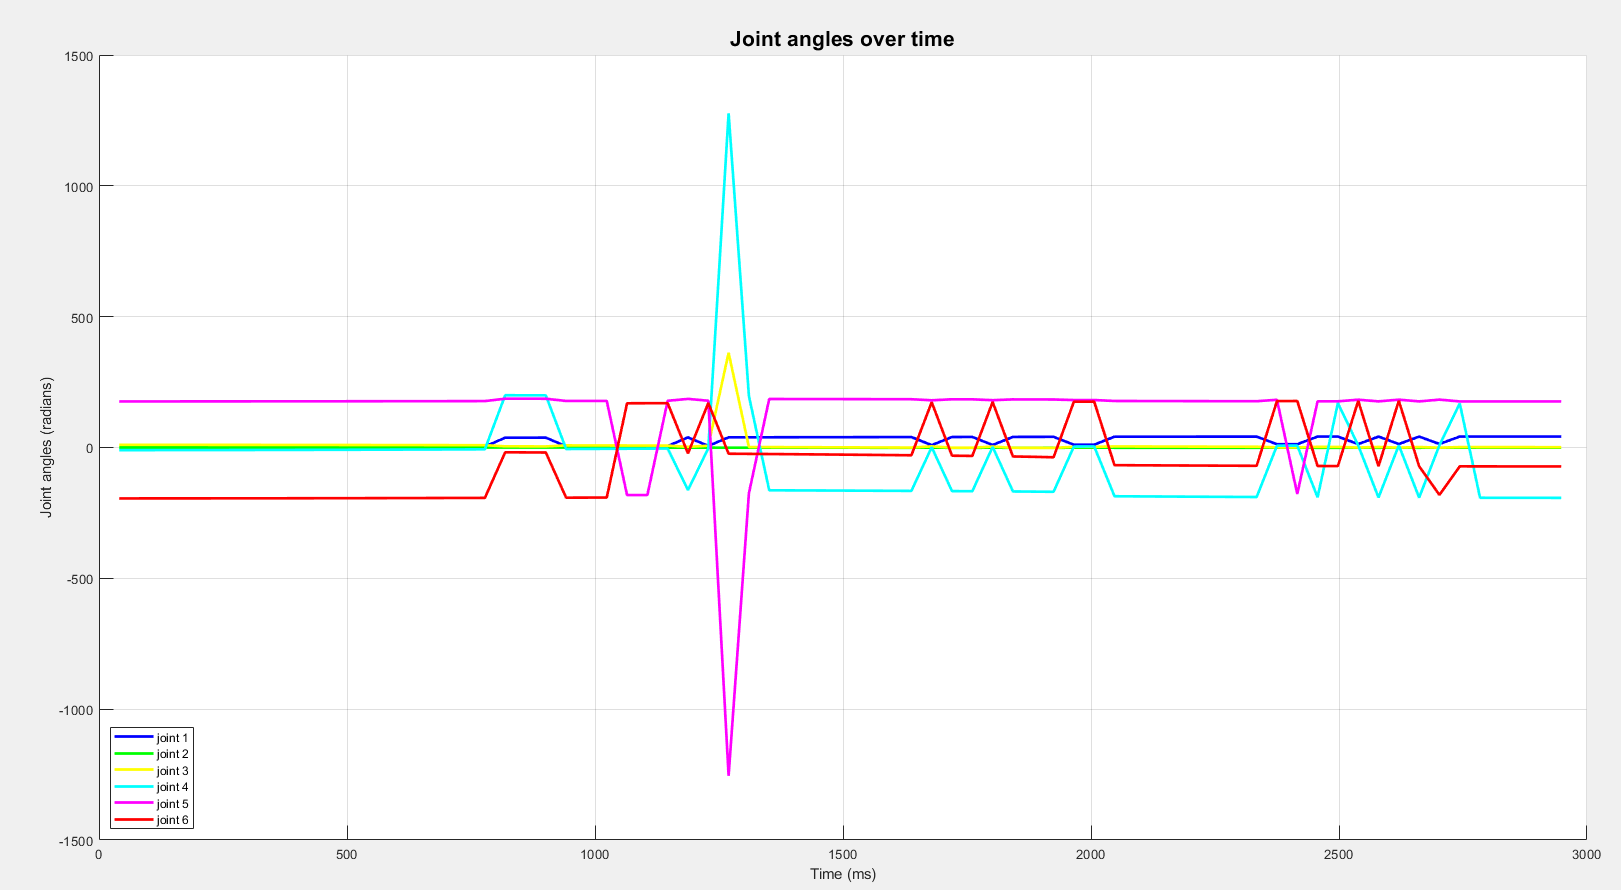 Joint angles over time
1500
1000
500
0
-500
-1000
-1500
Joint angles (radians)
joint 1
joint 2
joint 3
joint 4
joint 5
joint 6
0 500 1000 1500 2000 2500 3000
Time (ms)